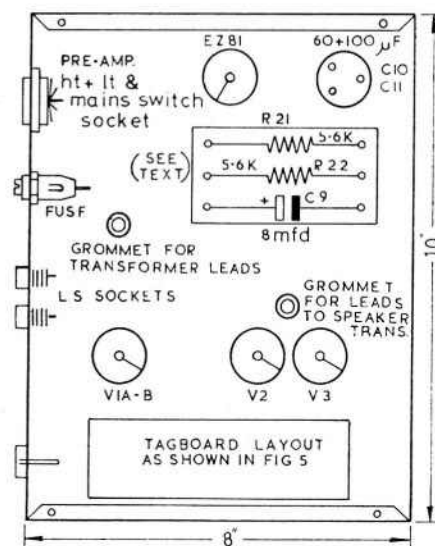 PRE-AMP.
ht+ lt &
mains switch
socket
EZ81
60+100 µF
C10
C11
R21
5·6K
(SEE TEXT)
5·6K
R22
+
C9
8mfd
FUSE
GROMMET FOR
TRANSFORMER LEADS
L S SOCKETS
GROMMET
FOR LEADS
TO SPEAKER
TRANS.
V1A-B
V2
V3
TAGBOARD LAYOUT
AS SHOWN IN FIG 5
10"
8"